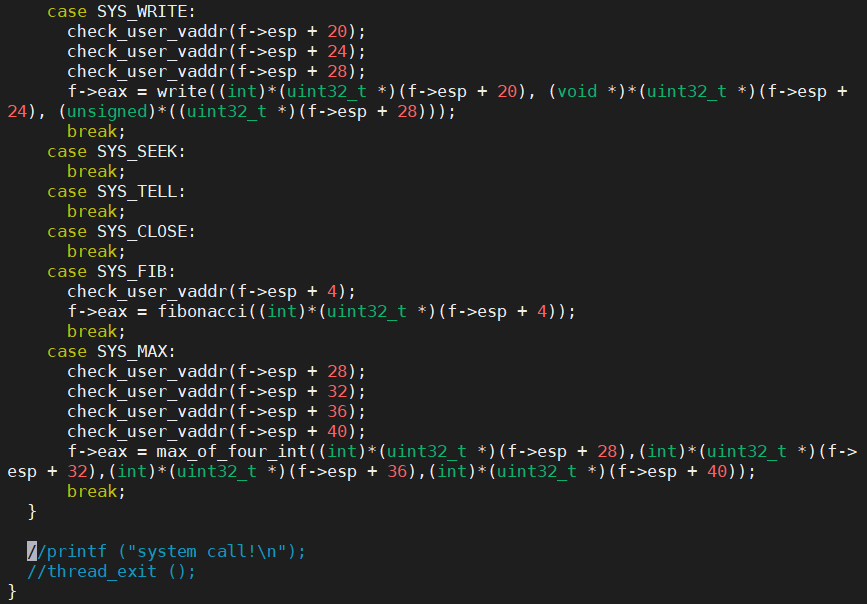 case SYS_WRITE:
      check_user_vaddr(f->esp + 20);
      check_user_vaddr(f->esp + 24);
      check_user_vaddr(f->esp + 28);
      f->eax = write((int)*(uint32_t *)(f->esp + 20), (void *)*(uint32_t *)(f->esp +
24), (unsigned)*((uint32_t *)(f->esp + 28)));
      break;
    case SYS_SEEK:
      break;
    case SYS_TELL:
      break;
    case SYS_CLOSE:
      break;
    case SYS_FIB:
      check_user_vaddr(f->esp + 4);
      f->eax = fibonacci((int)*(uint32_t *)(f->esp + 4));
      break;
    case SYS_MAX:
      check_user_vaddr(f->esp + 28);
      check_user_vaddr(f->esp + 32);
      check_user_vaddr(f->esp + 36);
      check_user_vaddr(f->esp + 40);
      f->eax = max_of_four_int((int)*(uint32_t *)(f->esp + 28),(int)*(uint32_t *)(f->
esp + 32),(int)*(uint32_t *)(f->esp + 36),(int)*(uint32_t *)(f->esp + 40));
      break;
  }

  //printf ("system call!\n");
  //thread_exit ();
}